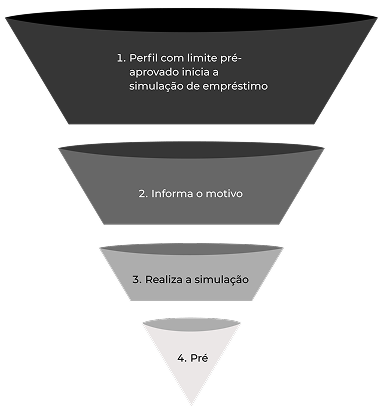 1. Perfil com limite pré-
aprovado inicia a
simulação de empréstimo
2. Informa o motivo
3. Realiza a simulação
4. Pré